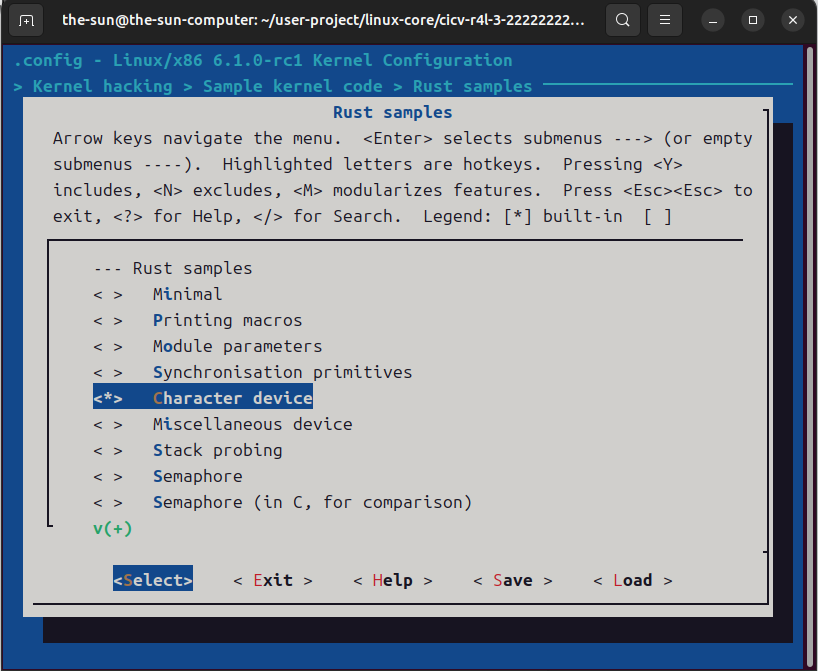 the-sun@the-sun-computer: ~/user-project/linux-core/cicv-r4l-3-22222222...
.config - Linux/x86 6.1.0-rc1 Kernel Configuration
> Kernel hacking > Sample kernel code > Rust samples
Rust samples
Arrow keys navigate the menu.  <Enter> selects submenus ---> (or empty
submenus ----).  Highlighted letters are hotkeys.  Pressing <Y>
includes, <N> excludes, <M> modularizes features.  Press <Esc><Esc> to
exit, <?> for Help, </> for Search.  Legend: [*] built-in  [ ]
--- Rust samples
< >   Minimal
< >   Printing macros
< >   Module parameters
< >   Synchronisation primitives
<*>   Character device
< >   Miscellaneous device
< >   Stack probing
< >   Semaphore
< >   Semaphore (in C, for comparison)
v(+)
<Select>    < Exit >    < Help >    < Save >    < Load >